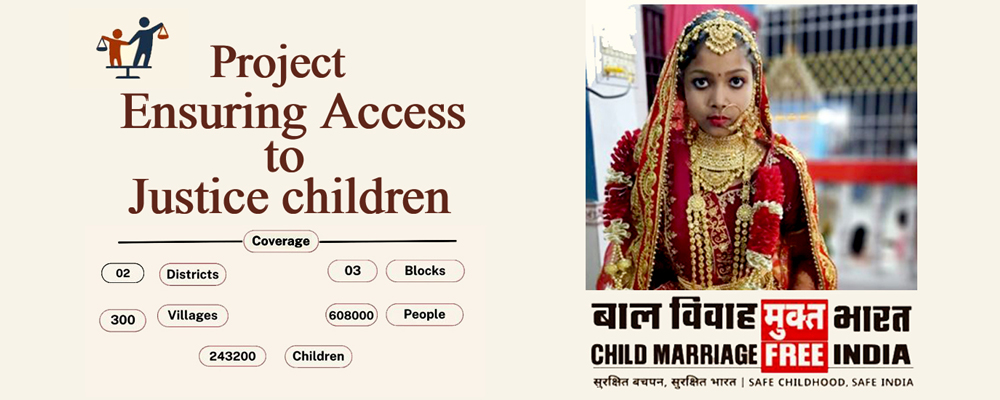 Project
Ensuring Access
to
Justice children
Coverage
02 Districts 03 Blocks
300 Villages 608000 People
243200 Children
बाल विवाह मुक्त भारत
CHILD MARRIAGE FREE INDIA
सुरक्षित बचपन, सुरक्षित भारत | SAFE CHILDHOOD, SAFE INDIA